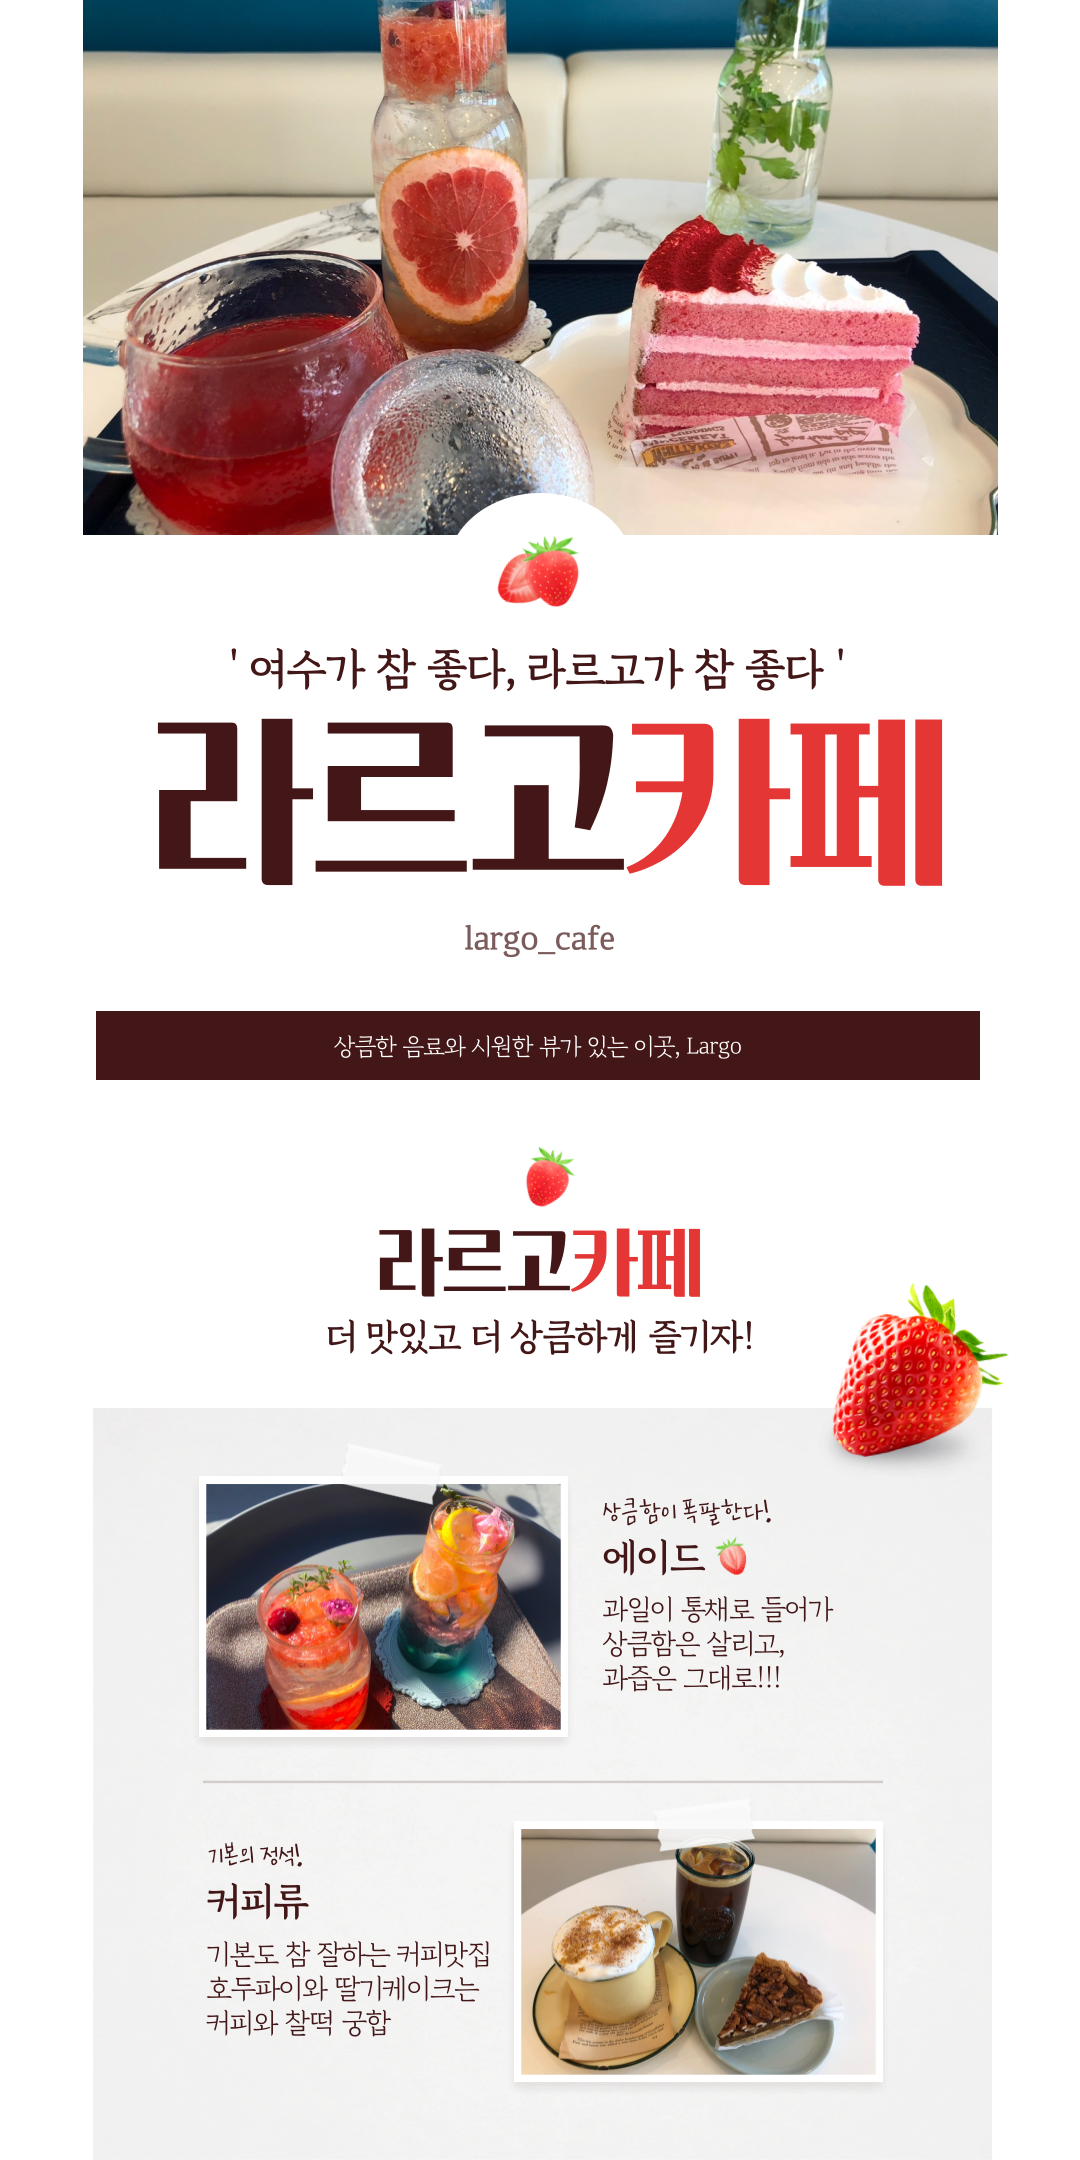 ' 여수가 참 좋다, 라르고가 참 좋다 '
라르고카페
largo_cafe
상큼한 음료와 시원한 뷰가 있는 이곳, Largo
라르고카페
더 맛있고 더 상큼하게 즐기자!
상큼함이 폭팔한다!
에이드
과일이 통채로 들어가
상큼함은 살리고,
과즙은 그대로!!!
기본의 정석!
커피류
기본도 참 잘하는 커피맛집
호두파이와 딸기케이크는
커피와 찰떡 궁합